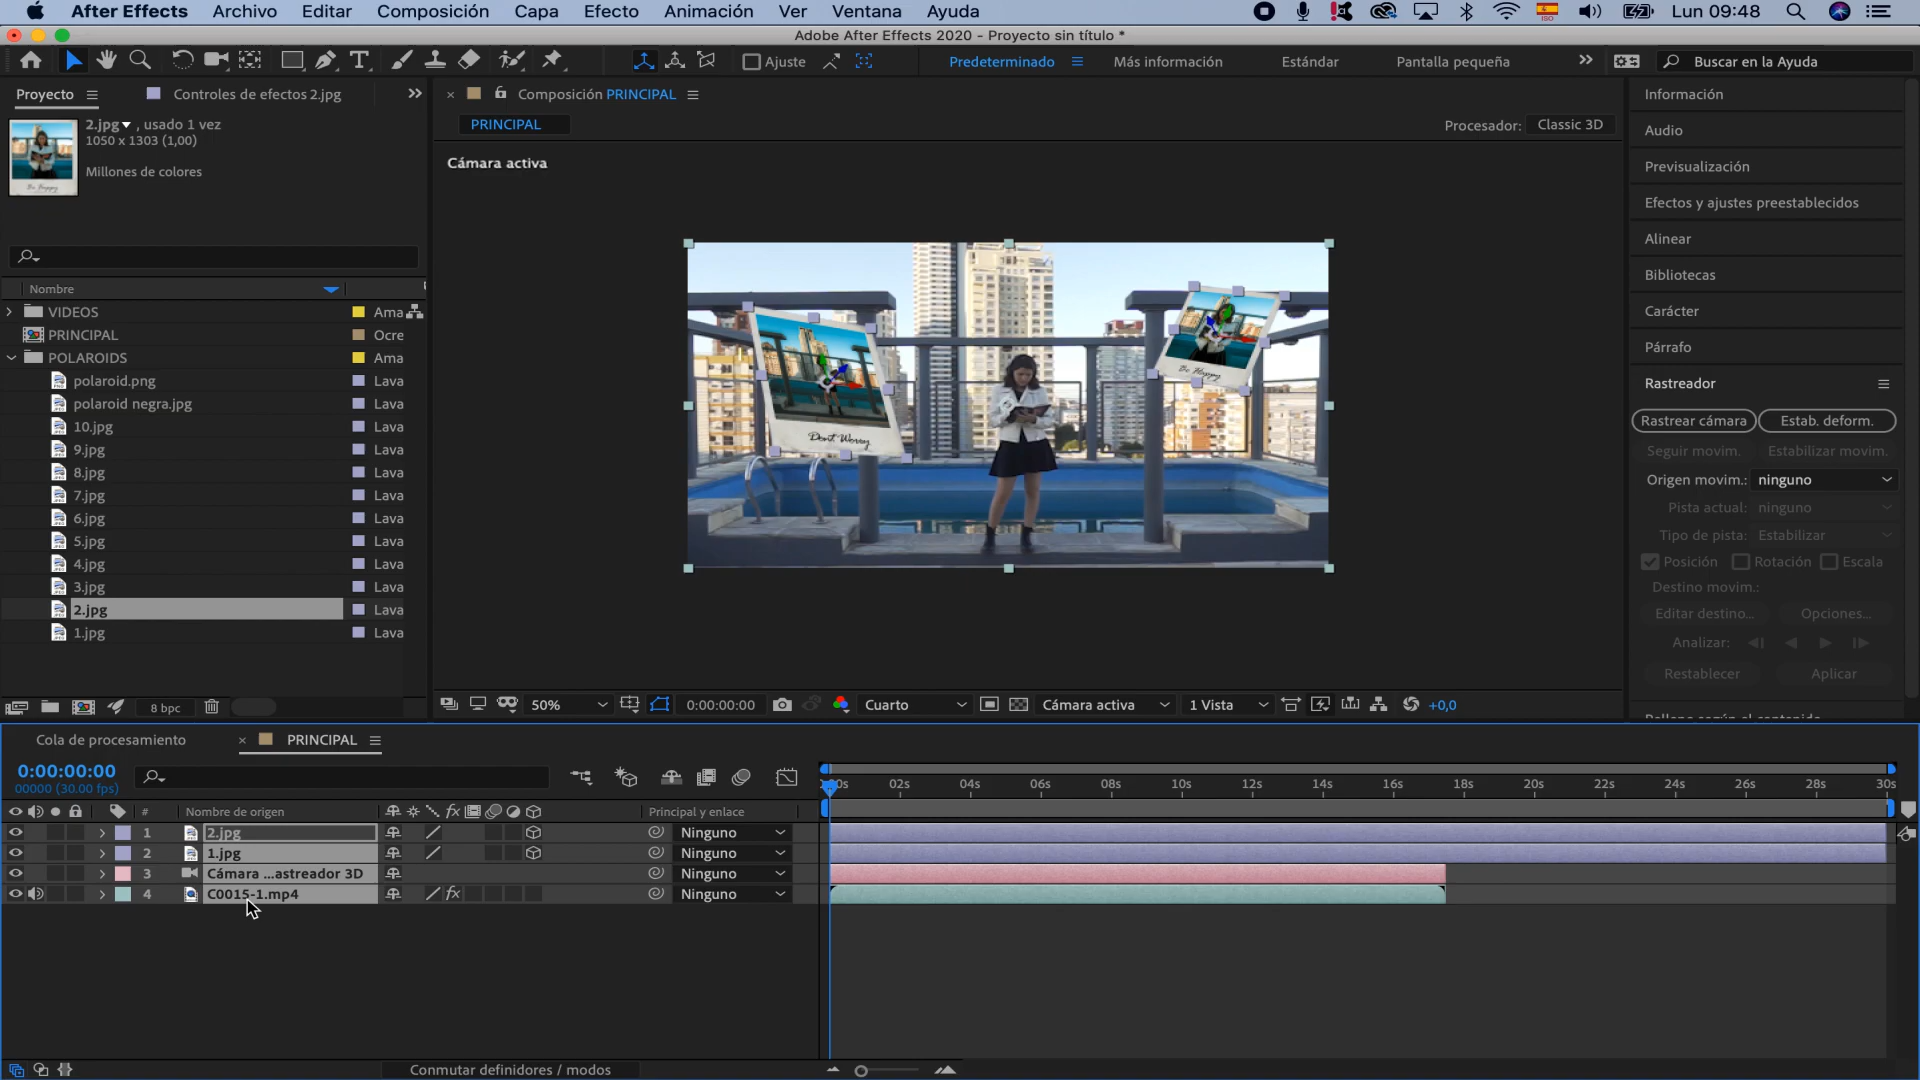 After Effects Archivo Editar Composición Capa Efecto Animación Ver Ventana Ayuda ISO Lun 09:48
Adobe After Effects 2020 - Proyecto sin título *
Ajuste Predeterminado Más información Estándar Pantalla pequeña Buscar en la Ayuda
Proyecto Controles de efectos 2.jpg
2.jpg , usado 1 vez
1050 x 1303 (1,00)
Millones de colores
Nombre
VIDEOS Ama
PRINCIPAL Ocre
POLAROIDS Ama
polaroid.png Lava
polaroid negra.jpg Lava
10.jpg Lava
9.jpg Lava
8.jpg Lava
7.jpg Lava
6.jpg Lava
5.jpg Lava
4.jpg Lava
3.jpg Lava
2.jpg Lava
1.jpg Lava
8 bpc
Composición PRINCIPAL
PRINCIPAL
Procesador: Classic 3D
Cámara activa
Don't Worry
Be Happy
50% 0:00:00:00 Cuarto Cámara activa 1 Vista +0,0
Información
Audio
Previsualización
Efectos y ajustes preestablecidos
Alinear
Bibliotecas
Carácter
Párrafo
Rastreador
Rastrear cámara Estab. deform.
Seguir movim. Estabilizar movim.
Origen movim.: ninguno
Pista actual: ninguno
Tipo de pista: Estabilizar
Posición Rotación Escala
Destino movim.:
Editar destino... Opciones...
Analizar:
Restablecer Aplicar
Cola de procesamiento PRINCIPAL
0:00:00:00
00000 (30.00 fps)
02s 04s 06s 08s 10s 12s 14s 16s 18s 20s 22s 24s 26s 28s 30s
# Nombre de origen fx Principal y enlace
1 2.jpg Ninguno
2 1.jpg Ninguno
3 Cámara ...astreador 3D Ninguno
4 C0015-1.mp4 fx Ninguno
Conmutar definidores / modos